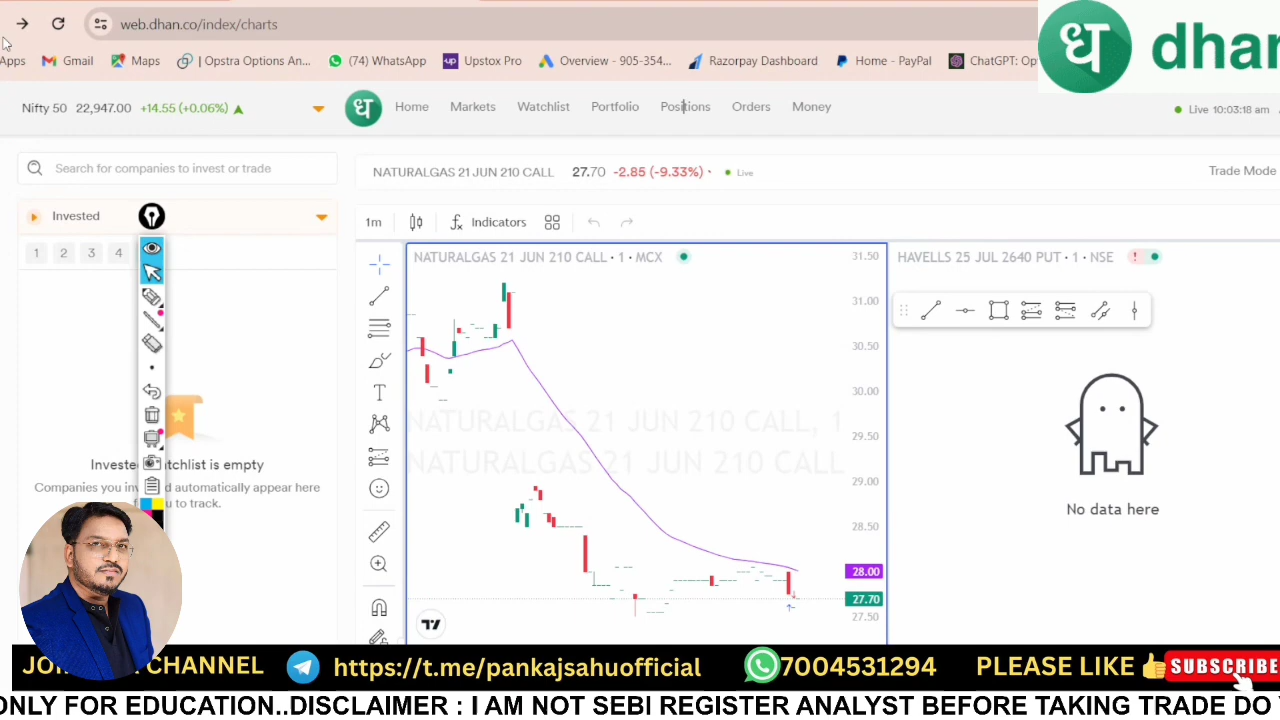 web.dhan.co/index/charts
ध dhan
Apps Gmail Maps | Opstra Options An... (74) WhatsApp up Upstox Pro Overview - 905-354... Razorpay Dashboard Home - PayPal ChatGPT:
Nifty 50 22,947.00 +14.55 (+0.06%) ध Home Markets Watchlist Portfolio Positions Orders Money Live 10:03:18 am
Search for companies to invest or trade
NATURALGAS 21 JUN 210 CALL 27.70 -2.85 (-9.33%) Live Trade Mode
Invested
1m fx Indicators
1 2 3 4
NATURALGAS 21 JUN 210 CALL · 1 · MCX
HAVELLS 25 JUL 2640 PUT · 1 · NSE !
31.50
31.00
30.50
30.00
29.50
29.00
28.50
28.00
27.70
27.50
NATURALGAS 21 JUN 210 CALL, 1
NATURALGAS 21 JUN 210 CALL
T
No data here
is empty
Companies you automatically appear here
to track.
CHANNEL https://t.me/pankajsahuofficial 7004531294 PLEASE LIKE SUBSCRIBE
ONLY FOR EDUCATION..DISCLAIMER : I AM NOT SEBI REGISTER ANALYST BEFORE TAKING TRADE DO